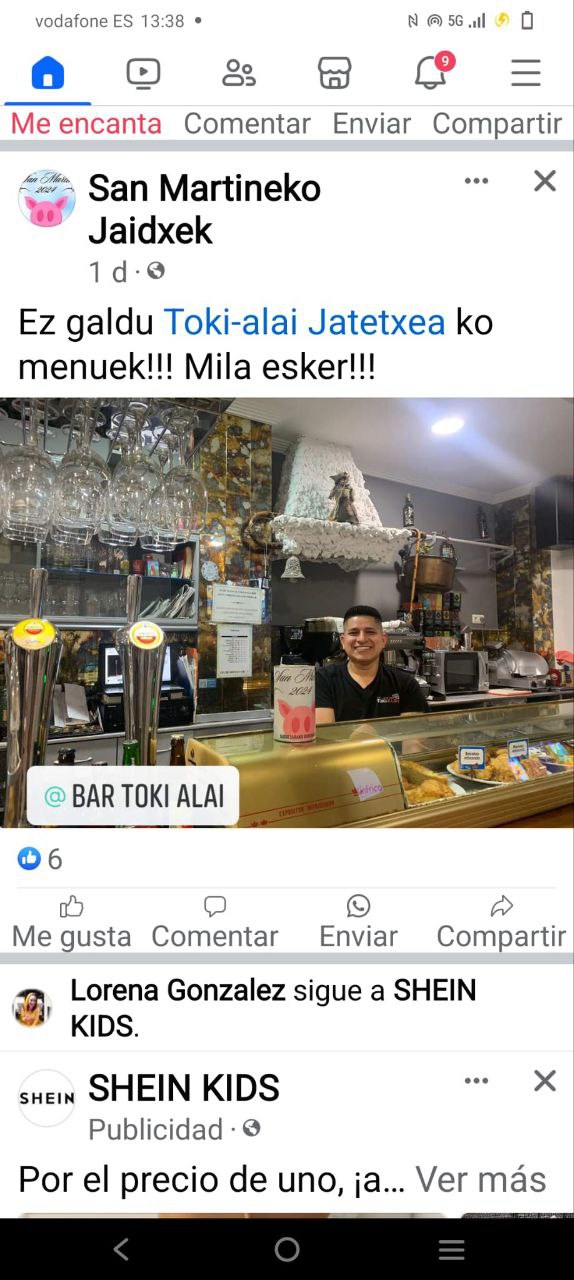 vodafone ES 13:38
5G
9
Me encanta Comentar Enviar Compartir
San Martineko
Jaidxek
1 d
Ez galdu Toki-alai Jatetxea ko
menuek!!! Mila esker!!!
2024
@ BAR TOKI ALAI
6
Me gusta Comentar Enviar Compartir
Lorena Gonzalez sigue a SHEIN
KIDS.
SHEIN
SHEIN KIDS
Publicidad
Por el precio de uno, ¡a... Ver más